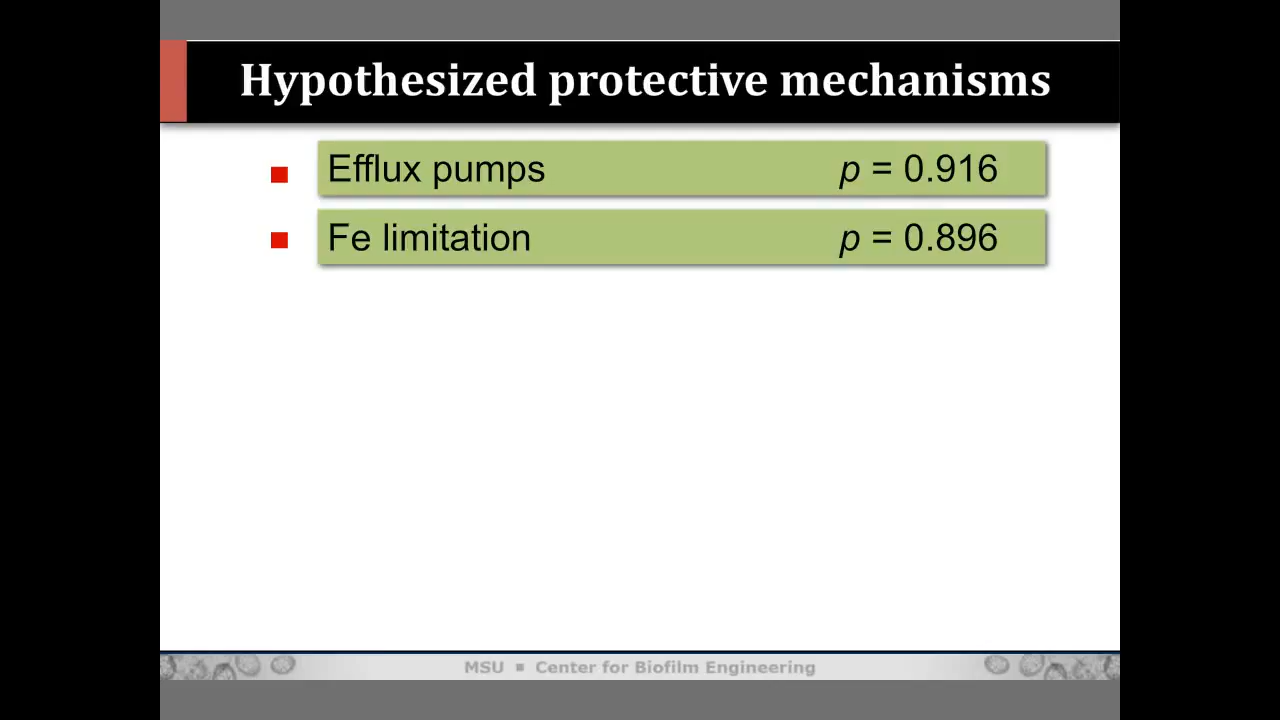 Hypothesized protective mechanisms
Efflux pumps p = 0.916
Fe limitation p = 0.896
MSU ▪ Center for Biofilm Engineering